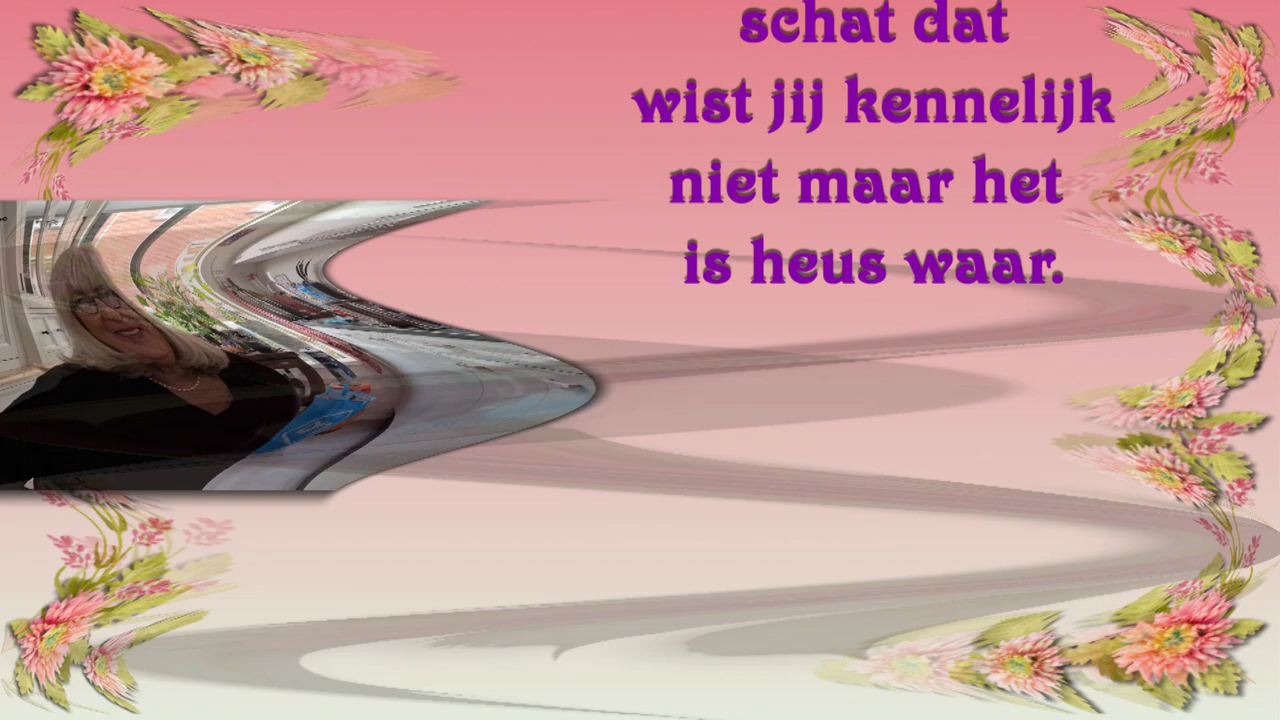 schat dat
wist jij kennelijk
niet maar het
is heus waar.